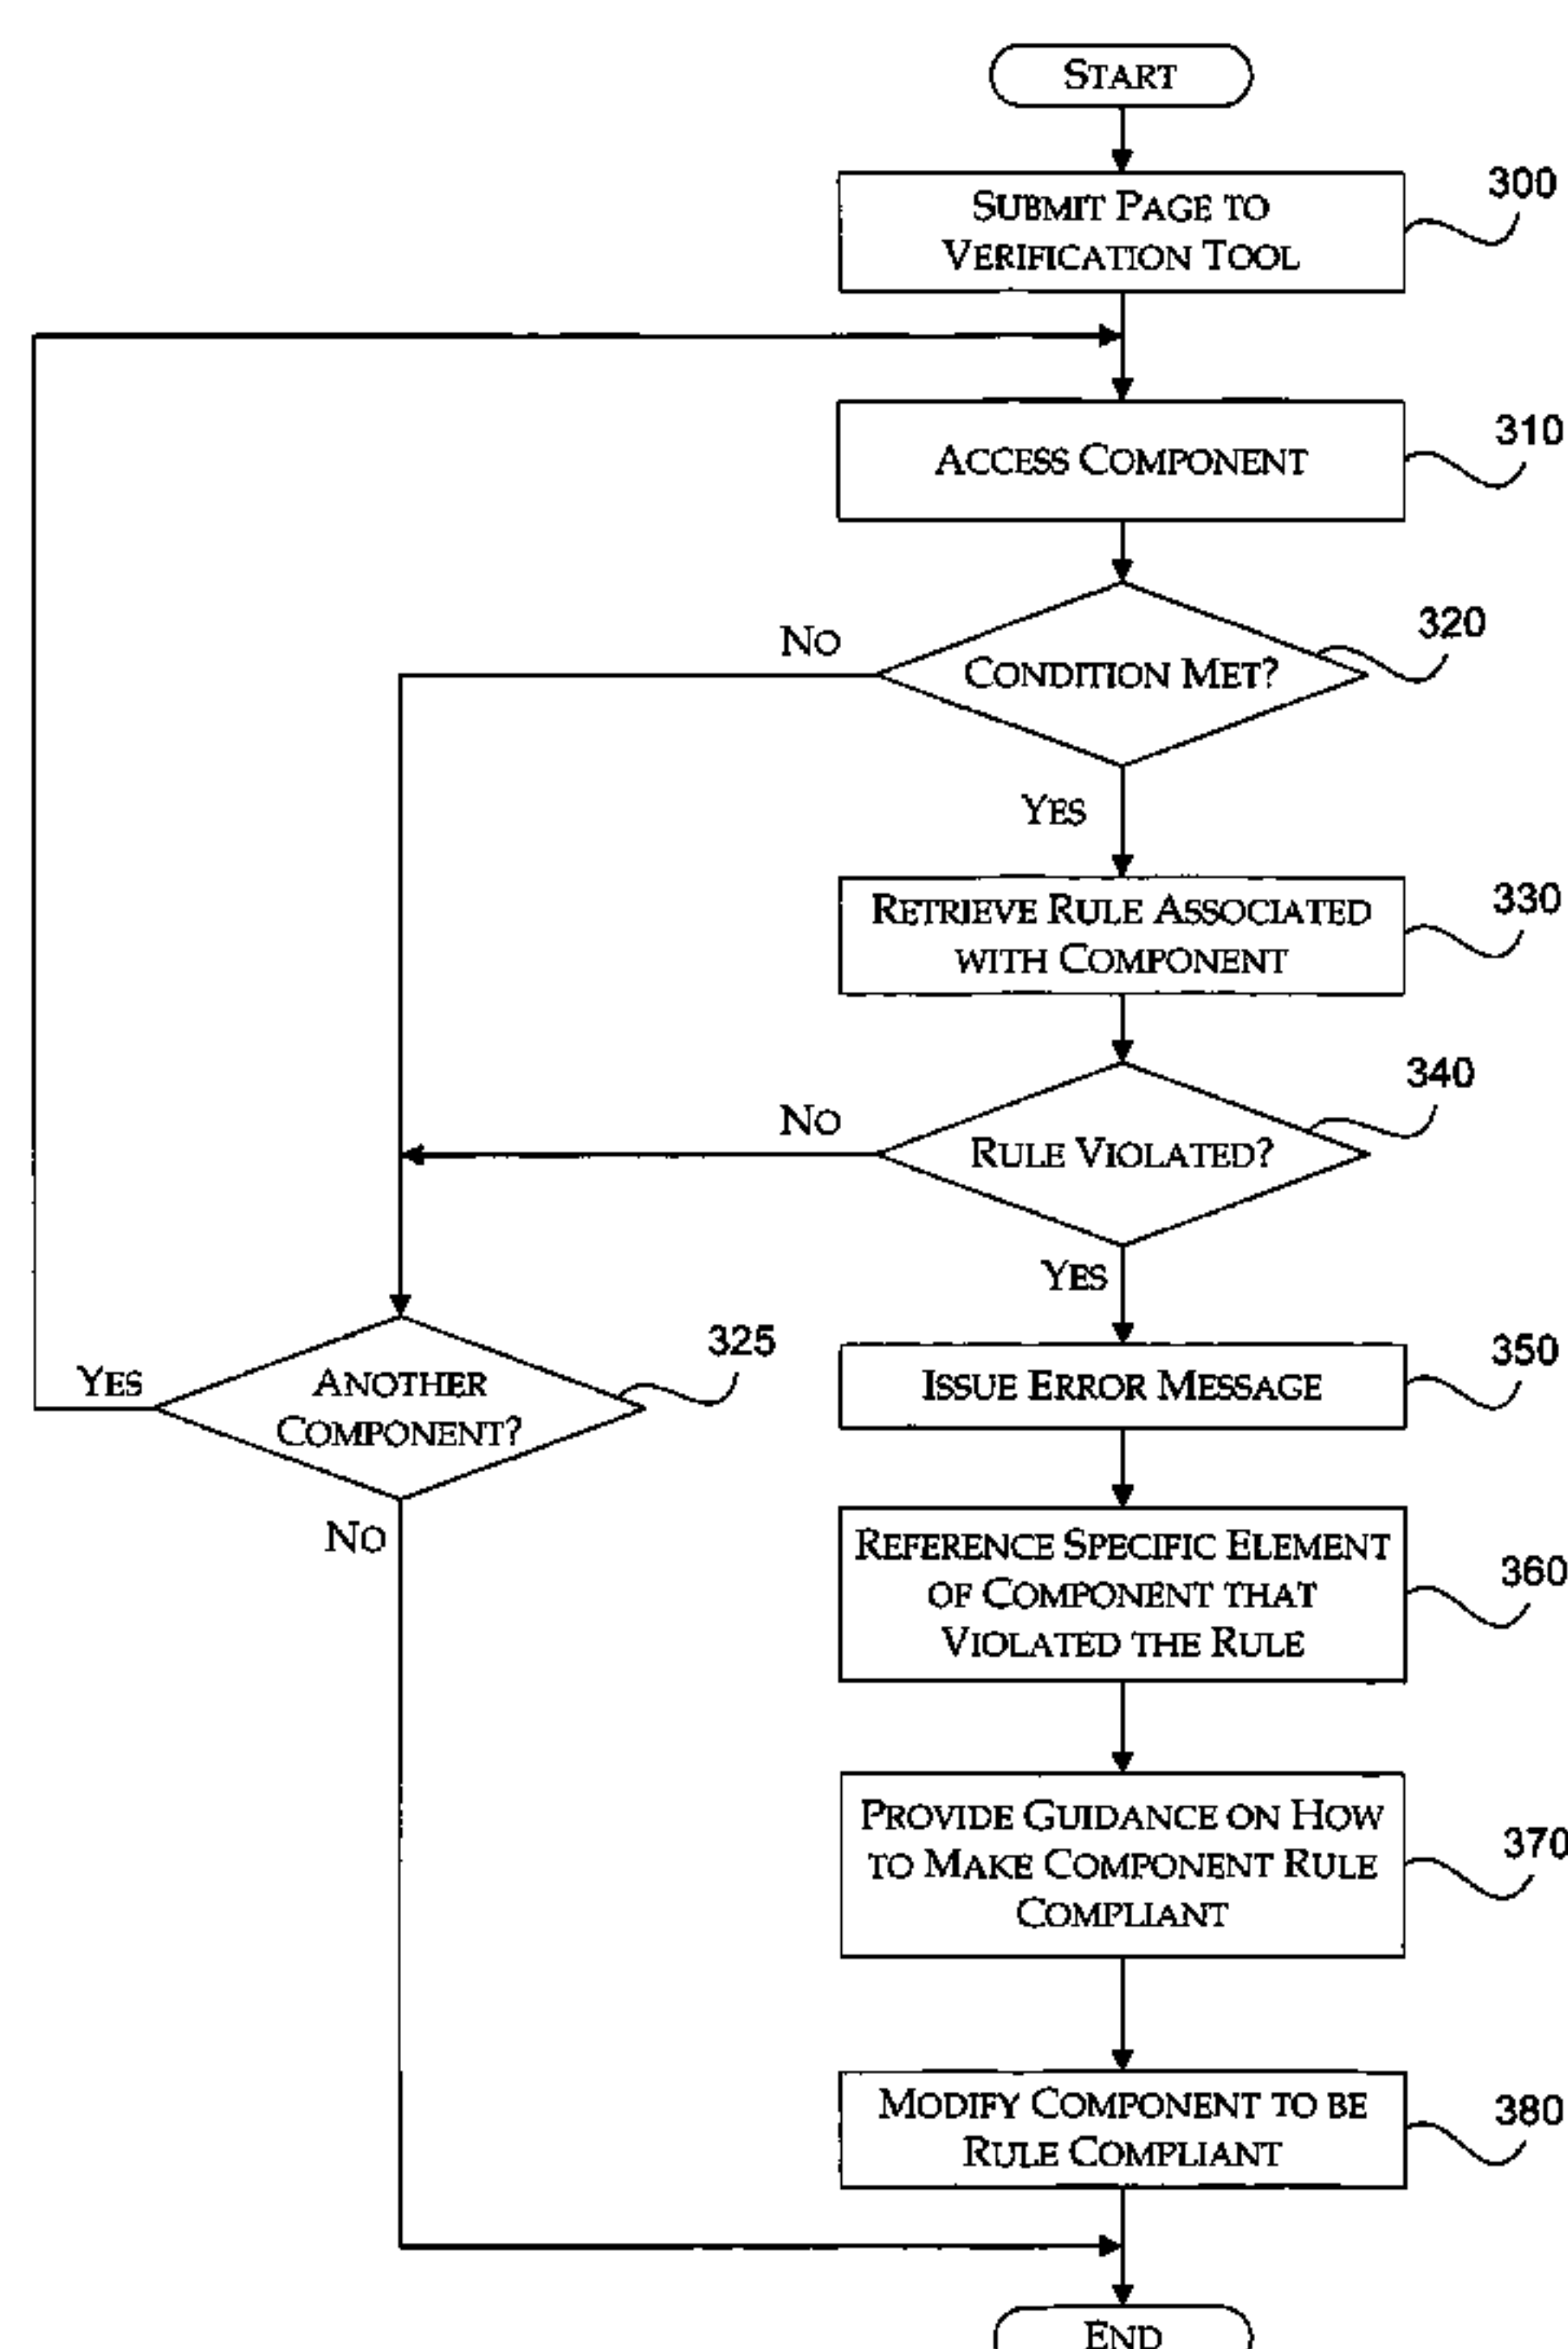 START
SUBMIT PAGE TO
VERIFICATION TOOL
300
ACCESS COMPONENT
310
NO
CONDITION MET?
320
YES
RETRIEVE RULE ASSOCIATED
WITH COMPONENT
330
NO
RULE VIOLATED?
340
YES
YES
ANOTHER
COMPONENT?
325
NO
ISSUE ERROR MESSAGE
350
REFERENCE SPECIFIC ELEMENT
OF COMPONENT THAT
VIOLATED THE RULE
360
PROVIDE GUIDANCE ON HOW
TO MAKE COMPONENT RULE
COMPLIANT
370
MODIFY COMPONENT TO BE
RULE COMPLIANT
380
END